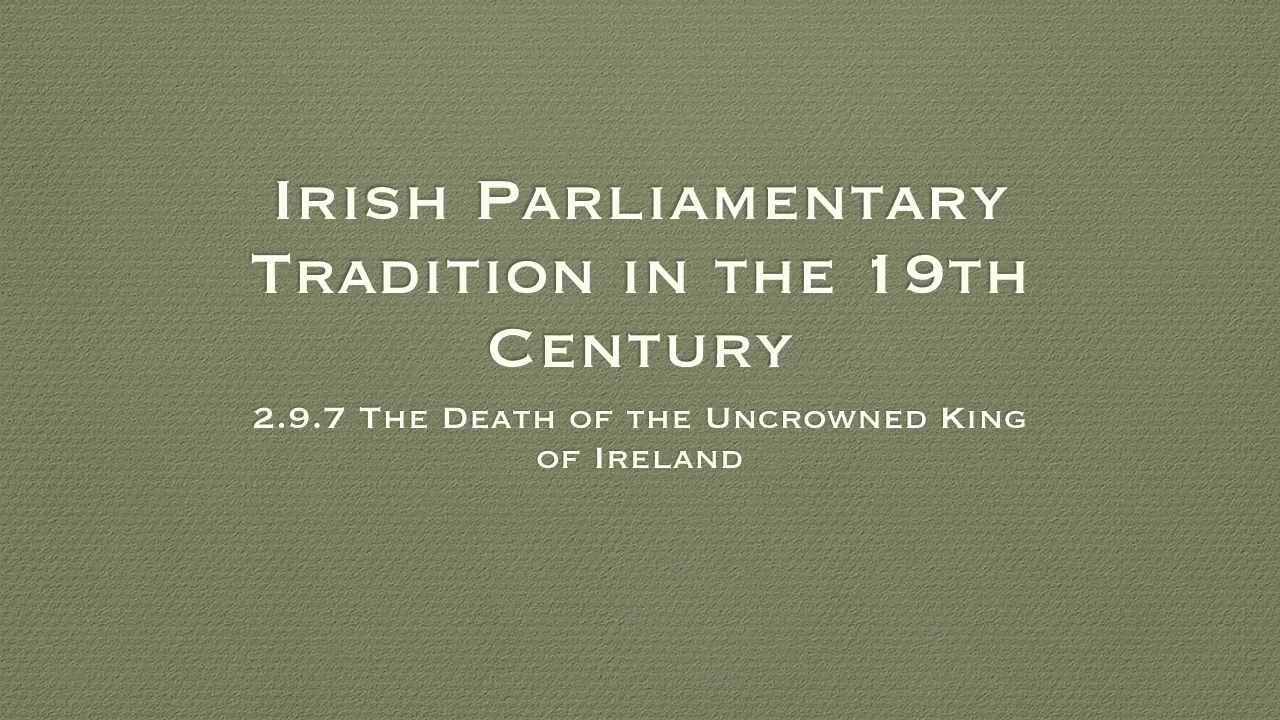 Irish Parliamentary
Tradition in the 19th
Century
2.9.7 The Death of the Uncrowned King
of Ireland